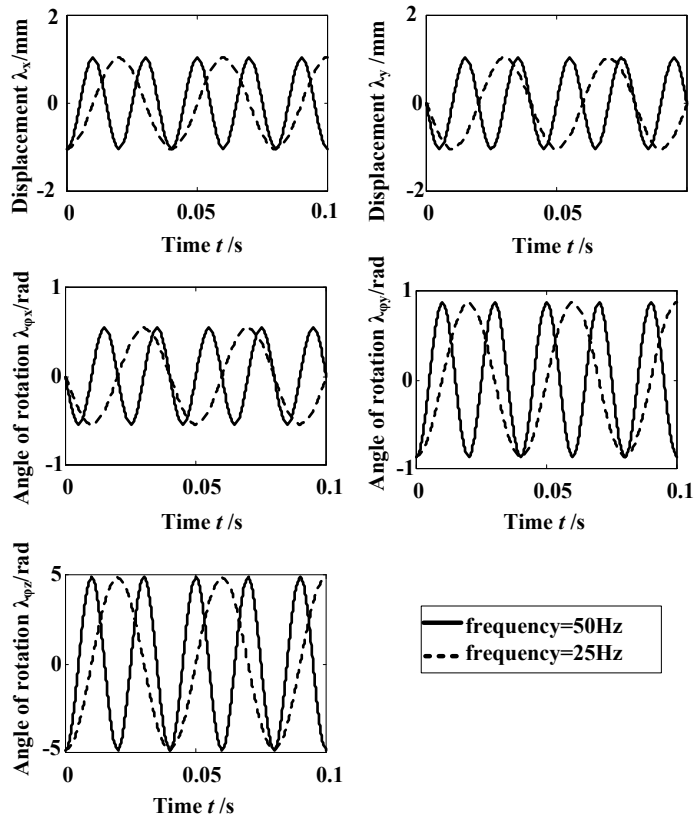 Displacement λx/mm
2
0
-2
0
0.05
0.1
Time t /s
Displacement λy /mm
2
0
-2
0
0.05
Time t /s
Angle of rotation λφx/rad
1
0
-1
0
0.05
0.1
Time t /s
Angle of rotation λφy/rad
1
0
-1
0
0.05
0.1
Time t /s
Angle of rotation λφz/rad
5
0
-5
0
0.05
0.1
Time t /s
frequency=50Hz
frequency=25Hz